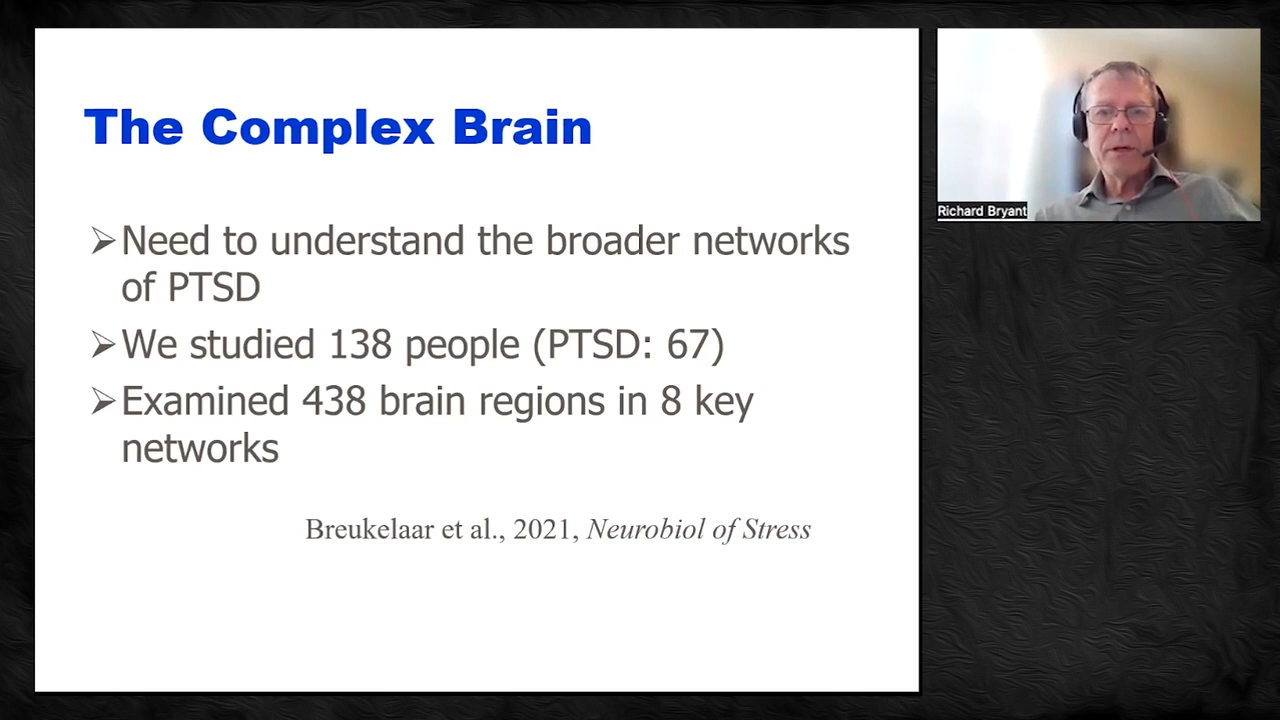 The Complex Brain
➢Need to understand the broader networks
of PTSD
➢We studied 138 people (PTSD: 67)
➢Examined 438 brain regions in 8 key
networks
Breukelaar et al., 2021, Neurobiol of Stress
Richard Bryant